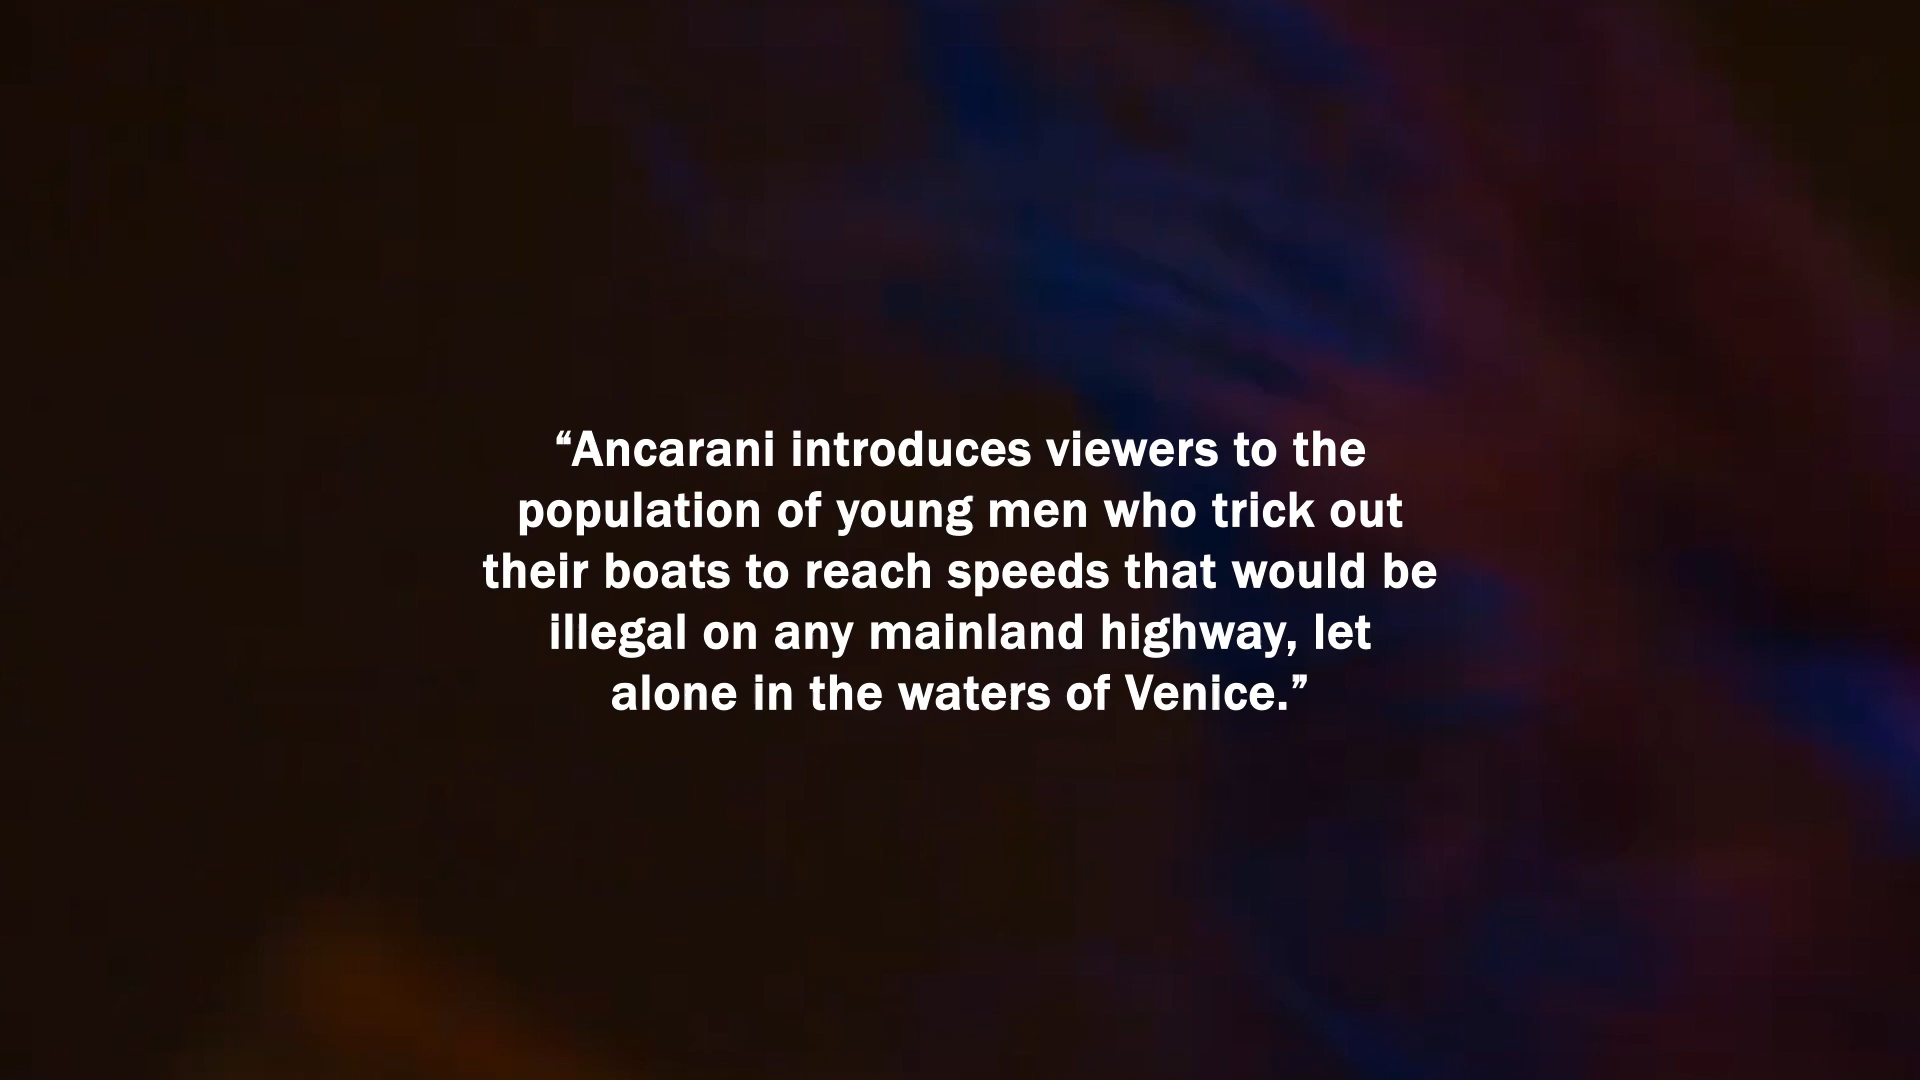 “Ancarani introduces viewers to the
population of young men who trick out
their boats to reach speeds that would be
illegal on any mainland highway, let
alone in the waters of Venice.”